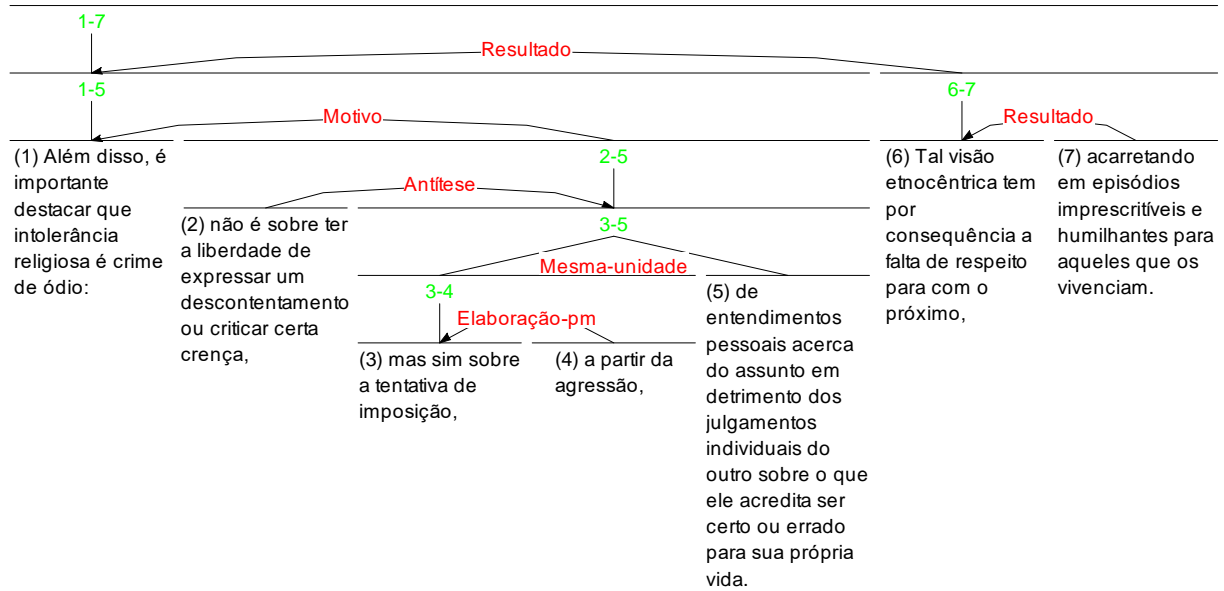 1-7
Resultado
1-5
6-7
Motivo
Resultado
(1) Além disso, é
importante
destacar que
intolerância
religiosa é crime
de ódio:
2-5
(6) Tal visão
etnocêntrica tem
por
consequência a
falta de respeito
para com o
próximo,
(7) acarretando
em episódios
imprescritíveis e
humilhantes para
aqueles que os
vivenciam.
Antítese
(2) não é sobre ter
a liberdade de
expressar um
descontentamento
ou criticar certa
crença,
3-5
Mesma-unidade
3-4
Elaboração-pm
(3) mas sim sobre
a tentativa de
imposição,
(4) a partir da
agressão,
(5) de
entendimentos
pessoais acerca
do assunto em
detrimento dos
julgamentos
individuais do
outro sobre o que
ele acredita ser
certo ou errado
para sua própria
vida.